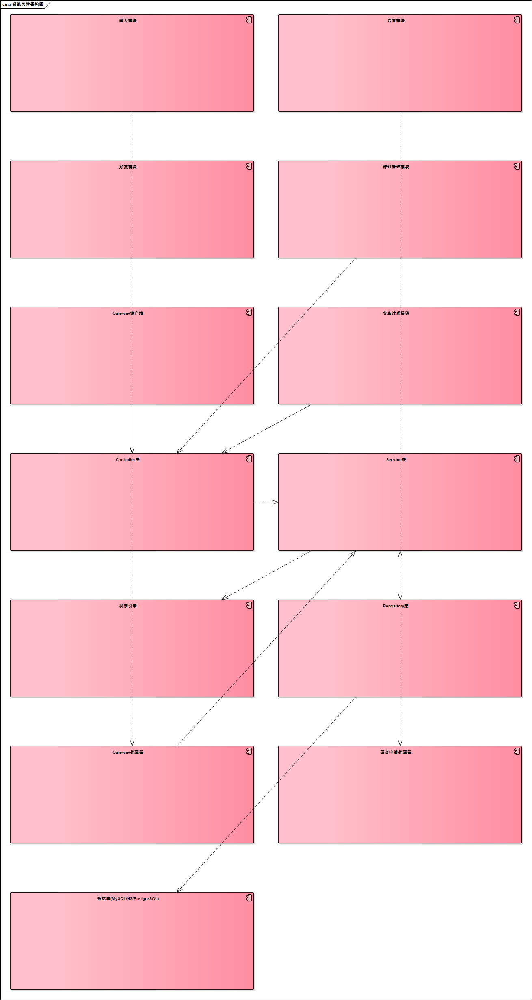 cmp 系统总体架构图
聊天模块
语音模块
好友模块
群组管理模块
Gateway客户端
安全过滤器链
Controller层
Service层
权限引擎
Repository层
Gateway处理器
语音中继处理器
数据库(MySQL/H2/PostgreSQL)